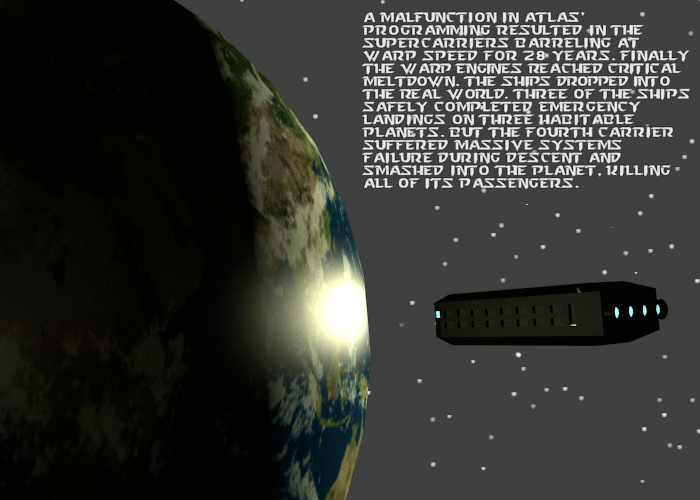 A MALFUNCTION IN ATLAS'
PROGRAMMING RESULTED IN THE
SUPERCARRIERS BARRELING AT
WARP SPEED FOR 28 YEARS. FINALLY
THE WARP ENGINES REACHED CRITICAL
MELTDOWN. THE SHIPS DROPPED INTO
THE REAL WORLD. THREE OF THE SHIPS
SAFELY COMPLETED EMERGENCY
LANDINGS ON THREE HABITABLE
PLANETS. BUT THE FOURTH CARRIER
SUFFERED MASSIVE SYSTEMS
FAILURE DURING DESCENT AND
SMASHED INTO THE PLANET, KILLING
ALL OF ITS PASSENGERS.